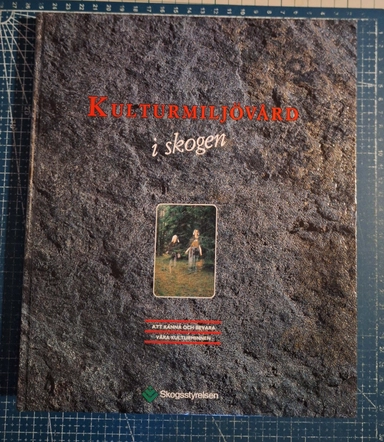 KULTURMILJÖVÅRD
i skogen
ATT KÄNNA OCH BEVARA
VÅRA KULTURMINNEN
Skogsstyrelsen